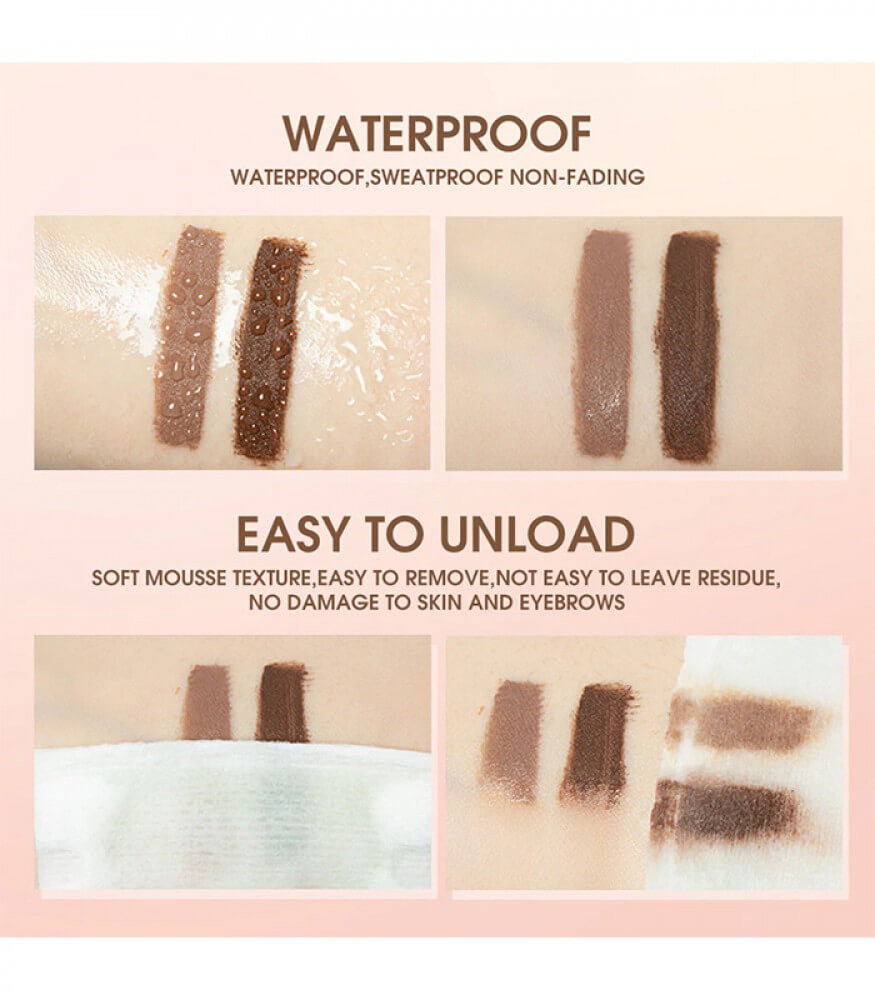 WATERPROOF
WATERPROOF,SWEATPROOF NON-FADING
EASY TO UNLOAD
SOFT MOUSSE TEXTURE,EASY TO REMOVE,NOT EASY TO LEAVE RESIDUE,
NO DAMAGE TO SKIN AND EYEBROWS